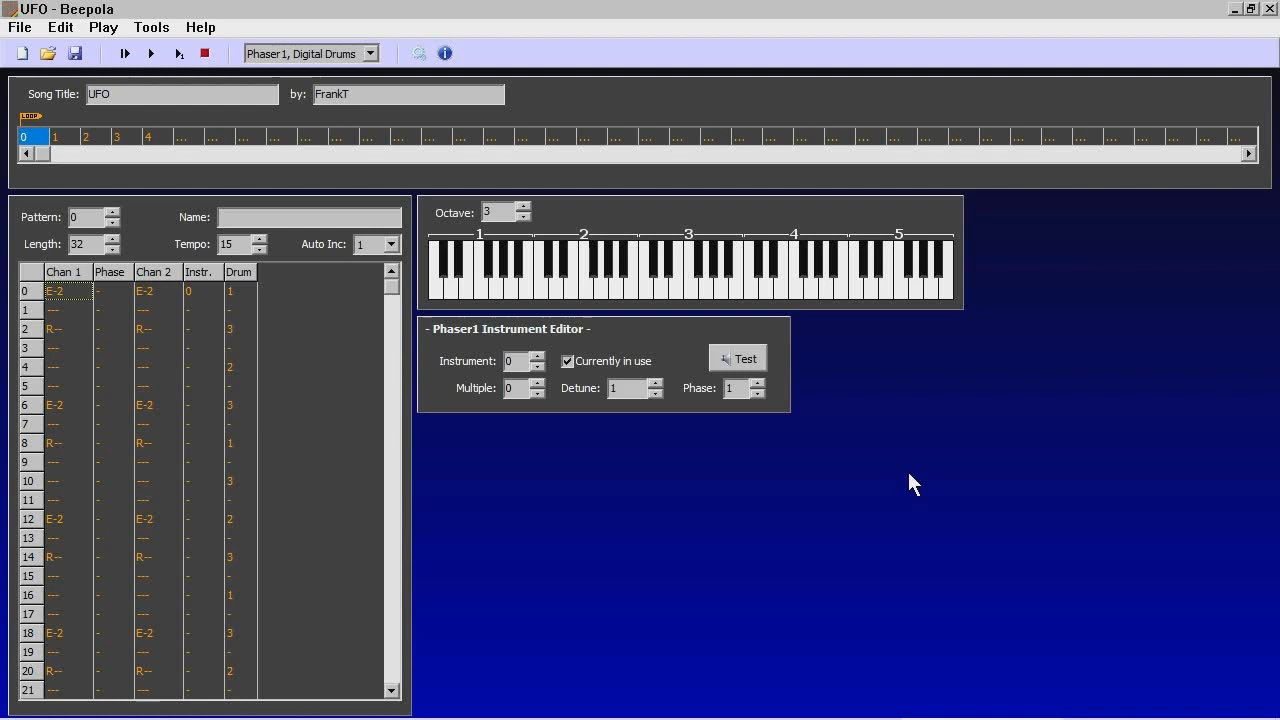 UFO - Beepola
File Edit Play Tools Help
Phaser1, Digital Drums
Song Title: UFO by: FrankT
LOOP
0 1 2 3 4 ... ... ... ... ... ... ... ... ... ... ... ... ... ... ... ... ... ... ... ... ... ... ... ... ... ... ... ... ... ... ...
Pattern: 0 Name:
Length: 32 Tempo: 15 Auto Inc: 1
Chan 1 Phase Chan 2 Instr. Drum
0 E-2 - E-2 0 1
1 --- - --- - -
2 R-- - R-- - 3
3 --- - --- - -
4 --- - --- - 2
5 --- - --- - -
6 E-2 - E-2 - 3
7 --- - --- - -
8 R-- - R-- - 1
9 --- - --- - -
10 --- - --- - 3
11 --- - --- - -
12 E-2 - E-2 - 2
13 --- - --- - -
14 R-- - R-- - 3
15 --- - --- - -
16 --- - --- - 1
17 --- - --- - -
18 E-2 - E-2 - 3
19 --- - --- - -
20 R-- - R-- - 2
21 --- - --- - -
Octave: 3
1 2 3 4 5
- Phaser1 Instrument Editor -
Instrument: 0 Currently in use Test
Multiple: 0 Detune: 1 Phase: 1